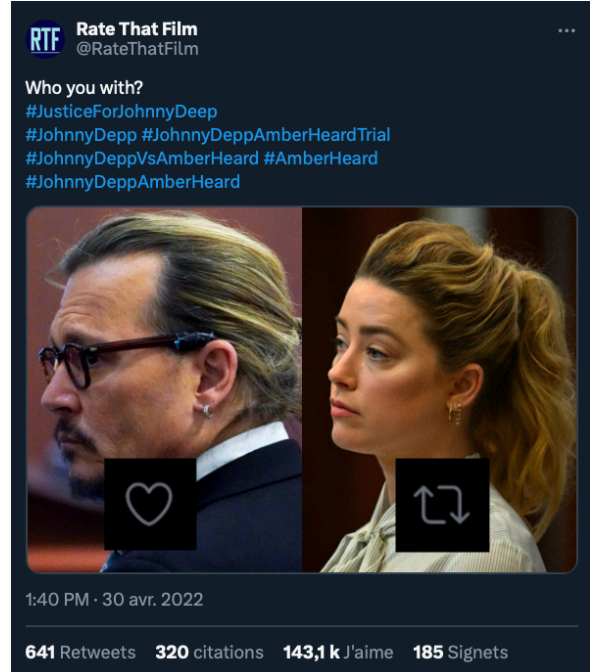 RTF
Rate That Film
@RateThatFilm
Who you with?
#JusticeForJohnnyDeep
#JohnnyDepp #JohnnyDeppAmberHeardTrial
#JohnnyDeppVsAmberHeard #AmberHeard
#JohnnyDeppAmberHeard
1:40 PM · 30 avr. 2022
641 Retweets 320 citations 143,1 k J'aime 185 Signets